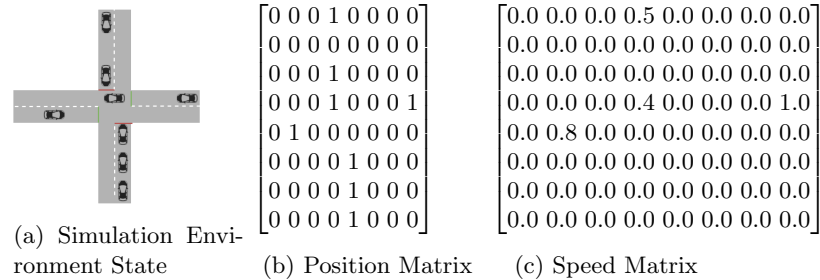 0 0 0 1 0 0 0 0 0.0 0.0 0.0 0.5 0.0 0.0 0.0 0.0
0 0 0 0 0 0 0 0 0.0 0.0 0.0 0.0 0.0 0.0 0.0 0.0
0 0 0 1 0 0 0 0 0.0 0.0 0.0 0.0 0.0 0.0 0.0 0.0
0 0 0 1 0 0 0 1 0.0 0.0 0.0 0.4 0.0 0.0 0.0 1.0
0 1 0 0 0 0 0 0 0.0 0.8 0.0 0.0 0.0 0.0 0.0 0.0
0 0 0 0 1 0 0 0 0.0 0.0 0.0 0.0 0.0 0.0 0.0 0.0
0 0 0 0 1 0 0 0 0.0 0.0 0.0 0.0 0.0 0.0 0.0 0.0
0 0 0 0 1 0 0 0 0.0 0.0 0.0 0.0 0.0 0.0 0.0 0.0
(a) Simulation Envi-
ronment State
(b) Position Matrix
(c) Speed Matrix